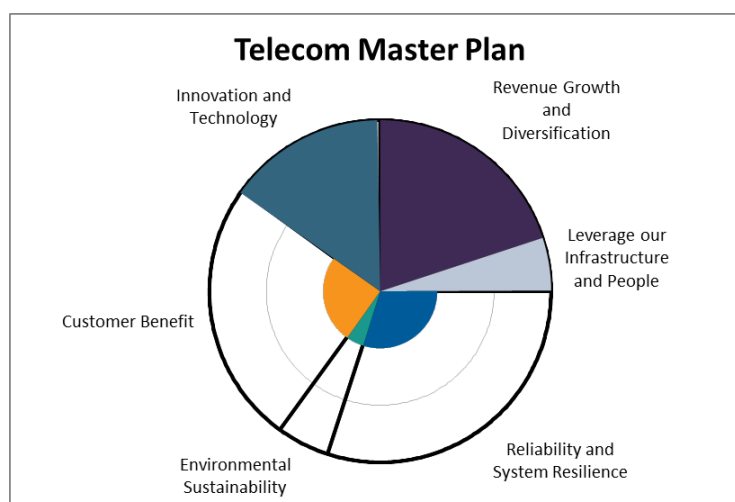 Telecom Master Plan
Innovation and
Technology
Revenue Growth
and
Diversification
Leverage our
Infrastructure
and People
Customer Benefit
Environmental
Sustainability
Reliability and
System Resilience